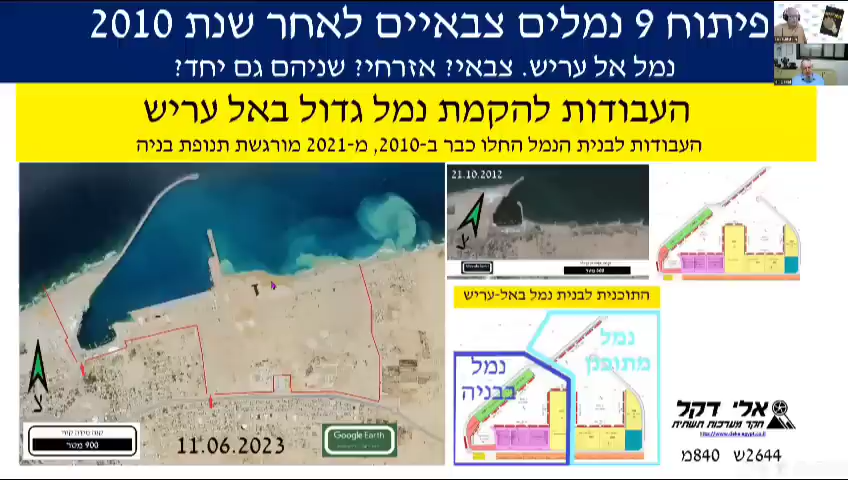 פיתוח 9 נמלים צבאיים לאחר שנת 2010
נמל אל עריש. צבאי? אזרחי? שניהם גם יחד?
העבודות להקמת נמל גדול באל עריש
העבודות לבנית הנמל החלו כבר ב-2010, מ-2021 מורגשת תנופת בניה
21.10.2012
התוכנית לבנית נמל באל-עריש
נמל
מתוכנן
נמל
בבניה
900 מטר
11.06.2023
Google Earth
אלי דקל
חקר מערכות תשתית
2644ש 840מ